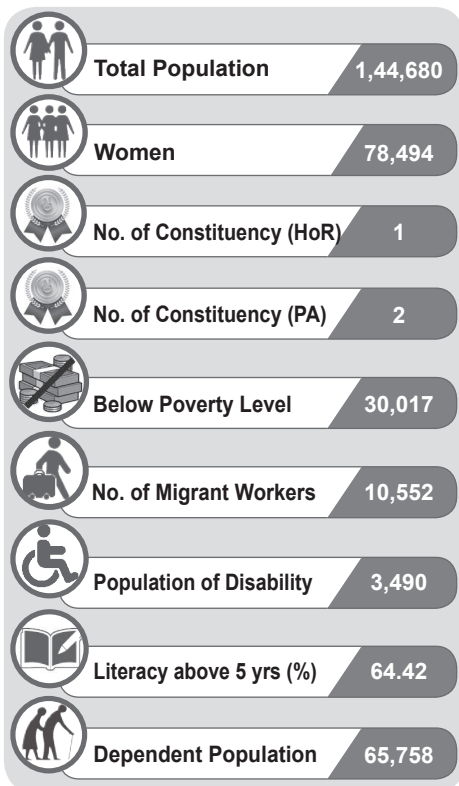 Total Population 1,44,680
Women 78,494
No. of Constituency (HoR) 1
No. of Constituency (PA) 2
Below Poverty Level 30,017
No. of Migrant Workers 10,552
Population of Disability 3,490
Literacy above 5 yrs (%) 64.42
Dependent Population 65,758